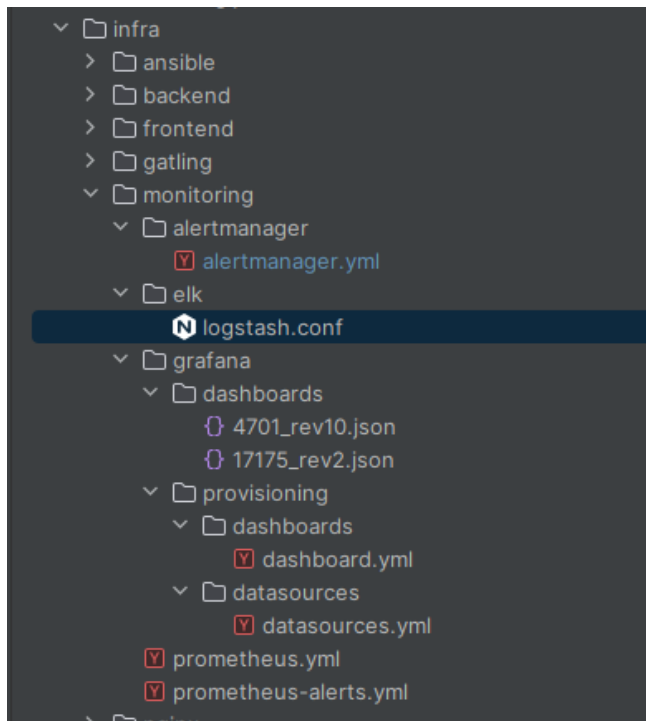 infra
ansible
backend
frontend
gatling
monitoring
alertmanager
alertmanager.yml
elk
logstash.conf
grafana
dashboards
4701_rev10.json
17175_rev2.json
provisioning
dashboards
dashboard.yml
datasources
datasources.yml
prometheus.yml
prometheus-alerts.yml